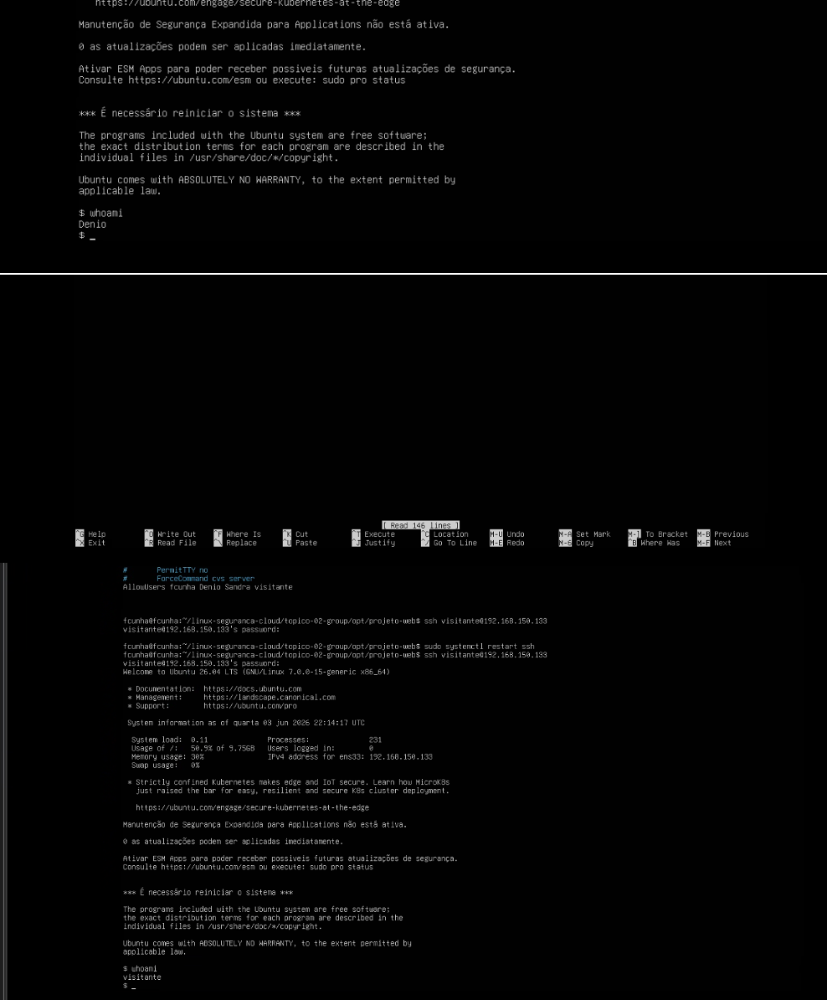 https://ubuntu.com/engage/secure-kubernetes-at-the-edge
Manutenção de Segurança Expandida para Applications não está ativa.
0 as atualizações podem ser aplicadas imediatamente.
Ativar ESM Apps para poder receber possiveis futuras atualizações de segurança.
Consulte https://ubuntu.com/esm ou execute: sudo pro status
*** É necessário reiniciar o sistema ***
The programs included with the Ubuntu system are free software;
the exact distribution terms for each program are described in the
individual files in /usr/share/doc/*/copyright.
Ubuntu comes with ABSOLUTELY NO WARRANTY, to the extent permitted by
applicable law.
$ whoami
Denio
$ _
[ Read 146 lines ]
^G Help ^O Write Out ^F Where Is ^K Cut ^T Execute ^C Location M-U Undo M-A Set Mark M-] To Bracket M-B Previous
^X Exit ^R Read File ^\ Replace ^U Paste ^J Justify ^/ Go To Line M-E Redo M-6 Copy ^B Where Was M-F Next
# PermitTTY no
# ForceCommand cvs server
AllowUsers fcunha Denio Sandra visitante
fcunha@fcunha:~/linux-seguranca-cloud/topico-02-group/opt/projeto-web$ ssh visitante@192.168.150.133
visitante@192.168.150.133's password:
fcunha@fcunha:~/linux-seguranca-cloud/topico-02-group/opt/projeto-web$ sudo systemctl restart ssh
fcunha@fcunha:~/linux-seguranca-cloud/topico-02-group/opt/projeto-web$ ssh visitante@192.168.150.133
visitante@192.168.150.133's password:
Welcome to Ubuntu 26.04 LTS (GNU/Linux 7.0.0-15-generic x86_64)
* Documentation: https://docs.ubuntu.com
* Management: https://landscape.canonical.com
* Support: https://ubuntu.com/pro
System information as of quarta 03 jun 2026 22:14:17 UTC
System load: 0.11 Processes: 231
Usage of /: 50.9% of 9.75GB Users logged in: 0
Memory usage: 30% IPv4 address for ens33: 192.168.150.133
Swap usage: 0%
* Strictly confined Kubernetes makes edge and IoT secure. Learn how MicroK8s
just raised the bar for easy, resilient and secure K8s cluster deployment.
https://ubuntu.com/engage/secure-kubernetes-at-the-edge
Manutenção de Segurança Expandida para Applications não está ativa.
0 as atualizações podem ser aplicadas imediatamente.
Ativar ESM Apps para poder receber possiveis futuras atualizações de segurança.
Consulte https://ubuntu.com/esm ou execute: sudo pro status
*** É necessário reiniciar o sistema ***
The programs included with the Ubuntu system are free software;
the exact distribution terms for each program are described in the
individual files in /usr/share/doc/*/copyright.
Ubuntu comes with ABSOLUTELY NO WARRANTY, to the extent permitted by
applicable law.
$ whoami
visitante
$ _